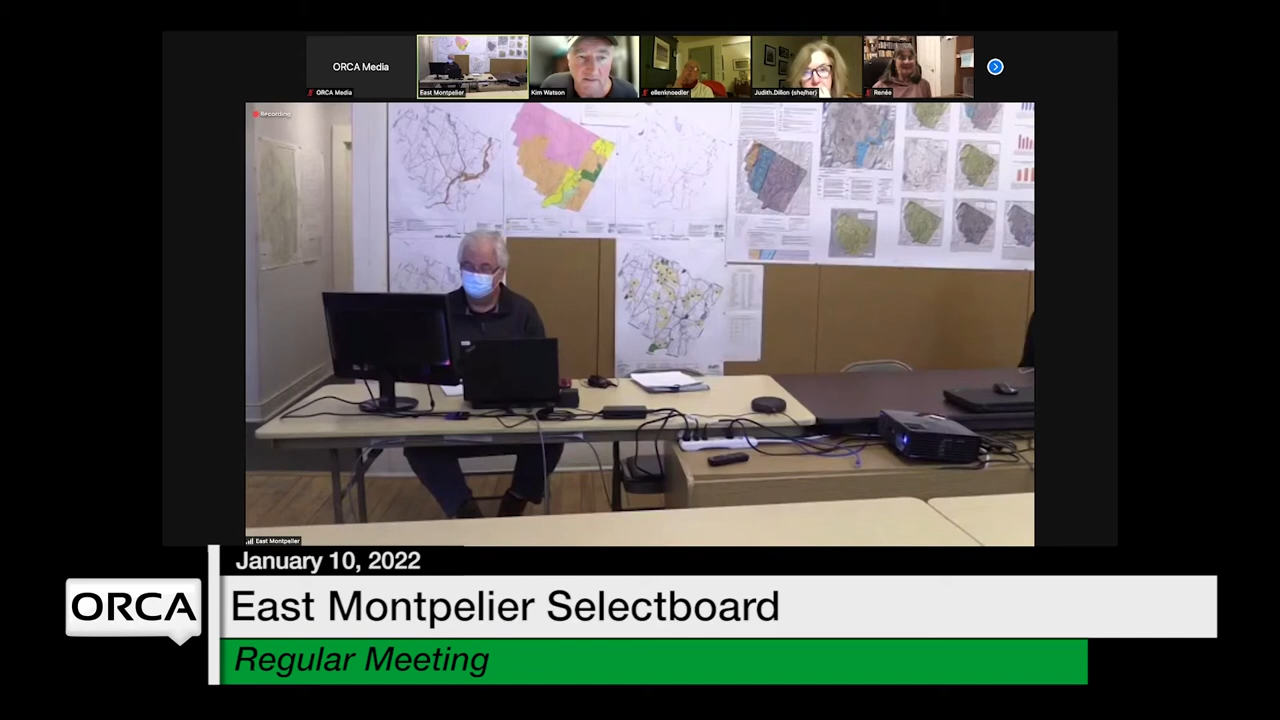 ORCA Media
ORCA Media
East Montpelier
Kim Watson
ellenknoedler
Judith.Dillon (she/her)
Renée
Recording
East Montpelier
January 10, 2022
ORCA
East Montpelier Selectboard
Regular Meeting